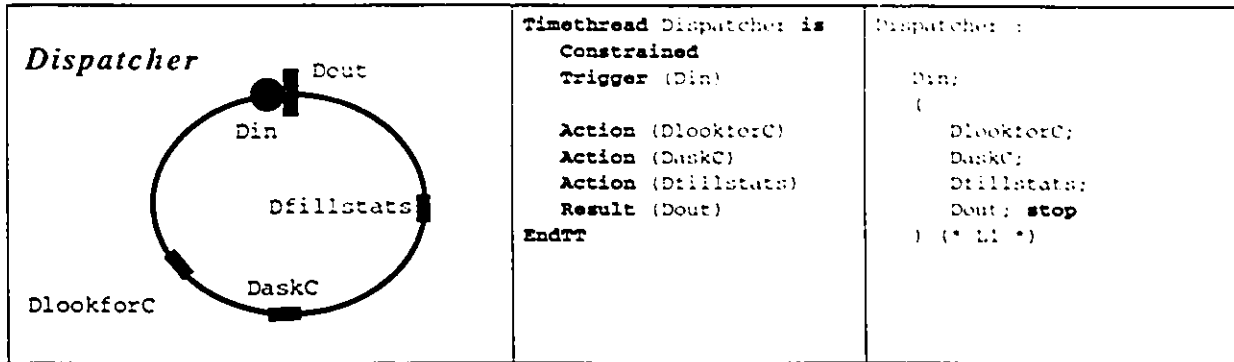 Dispatcher
Dout
Din
Dfillstats
DaskC
DlookforC
Timethread Dispatcher is
Constrained
Trigger (Din)
Action (DlookforC)
Action (DaskC)
Action (Dfillstats)
Result (Dout)
EndTT
Dispatcher :
Din;
(
DlookforC;
DaskC;
Dfillstats;
Dout; stop
) (* L1 *)